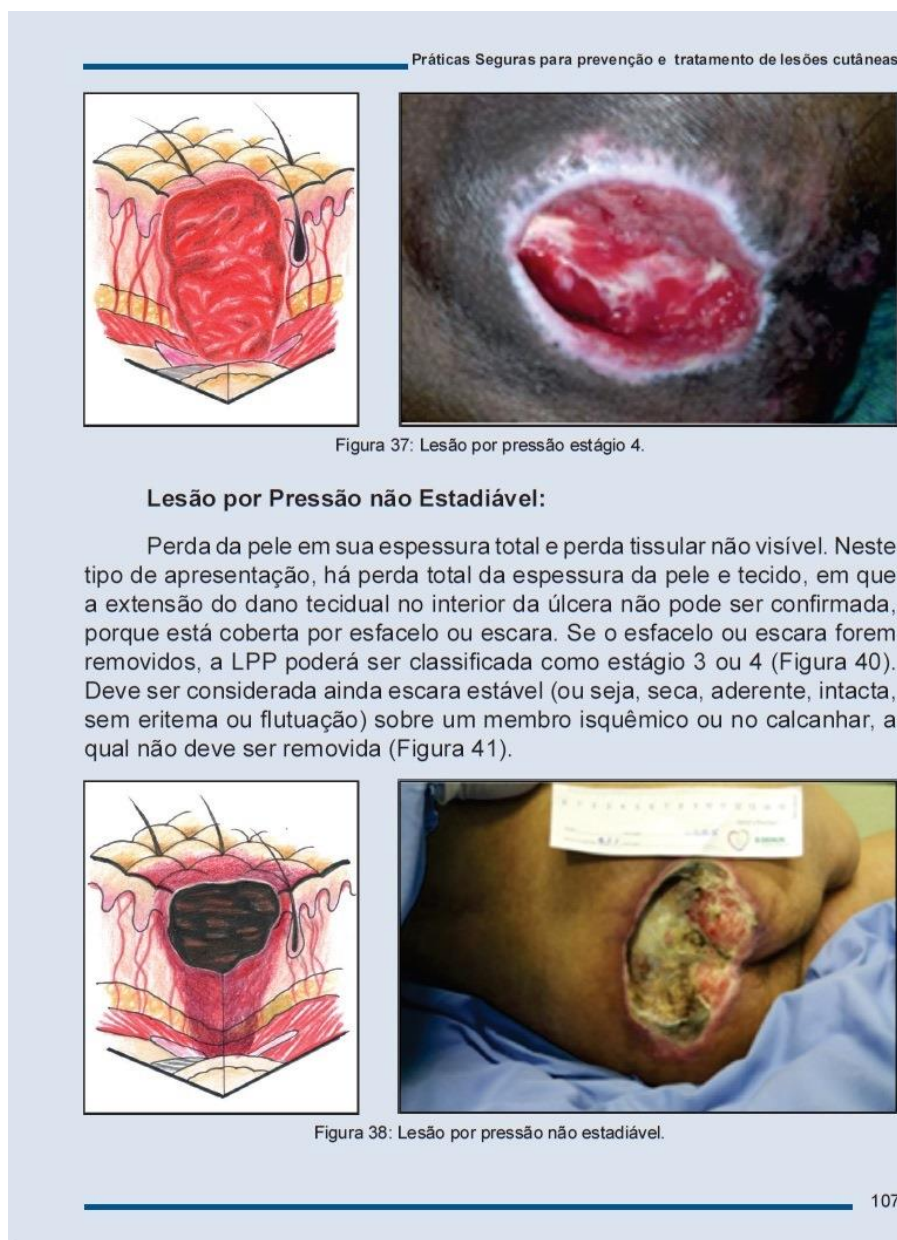 Práticas Seguras para prevenção e tratamento de lesões cutâneas
Figura 37: Lesão por pressão estágio 4.
Lesão por Pressão não Estadiável:
Perda da pele em sua espessura total e perda tissular não visível. Neste
tipo de apresentação, há perda total da espessura da pele e tecido, em que
a extensão do dano tecidual no interior da úlcera não pode ser confirmada,
porque está coberta por esfacelo ou escara. Se o esfacelo ou escara forem
removidos, a LPP poderá ser classificada como estágio 3 ou 4 (Figura 40).
Deve ser considerada ainda escara estável (ou seja, seca, aderente, intacta,
sem eritema ou flutuação) sobre um membro isquêmico ou no calcanhar, a
qual não deve ser removida (Figura 41).
Figura 38: Lesão por pressão não estadiável.
107